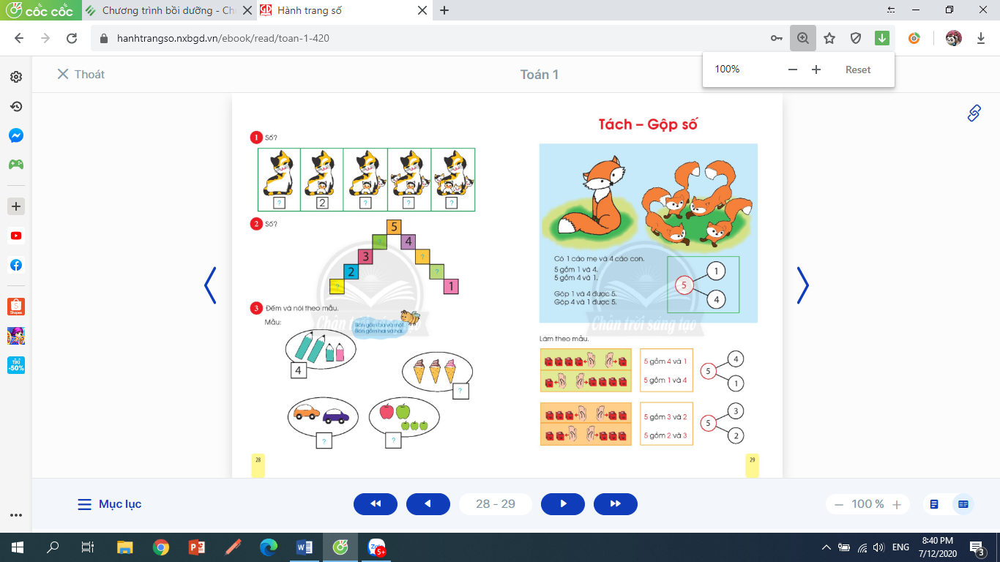 cốc cốc
Chương trình bồi dưỡng - Ch
Hành trang số
hanhtrangso.nxbgd.vn/ebook/read/toan-1-420
100%
Reset
Thoát
Toán 1
1 Số?
?
2
?
?
?
2 Số?
5
?
4
3
?
2
?
?
1
3 Đếm và nói theo mẫu.
Mẫu:
Bốn gồm ba và một.
Bốn gồm hai và hai.
4
?
?
?
28
Tách – Gộp số
Có 1 cáo mẹ và 4 cáo con.
5 gồm 1 và 4.
5 gồm 4 và 1.
Gộp 1 và 4 được 5.
Gộp 4 và 1 được 5.
5
1
4
Chân trời sáng tạo
Chân trời sáng tạo
Làm theo mẫu.
5 gồm 4 và 1
5 gồm 1 và 4
5
4
1
5 gồm 3 và 2
5 gồm 2 và 3
5
3
2
29
Shopee
TIKI
-50%
Mục lục
28 - 29
100 %
Zalo
5+
ENG
8:40 PM
7/12/2020
3